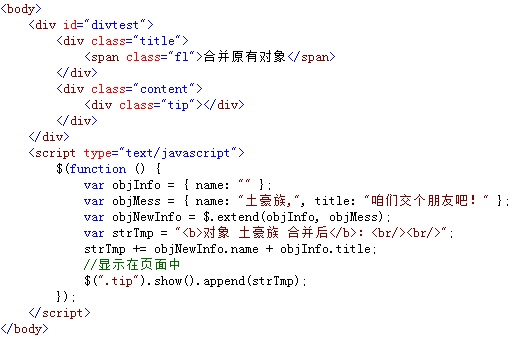 <body>
<div id="divtest">
<div class="title">
<span class="fl">合并原有对象</span>
</div>
<div class="content">
<div class="tip"></div>
</div>
</div>
<script type="text/javascript">
$(function () {
var objInfo = { name: "" };
var objMess = { name: "土豪族,", title: "咱们交个朋友吧！" };
var objNewInfo = $.extend(objInfo, objMess);
var strTmp = "<b>对象 土豪族 合并后</b>：<br/><br/>";
strTmp += objNewInfo.name + objInfo.title;
//显示在页面中
$(".tip").show().append(strTmp);
});
</script>
</body>